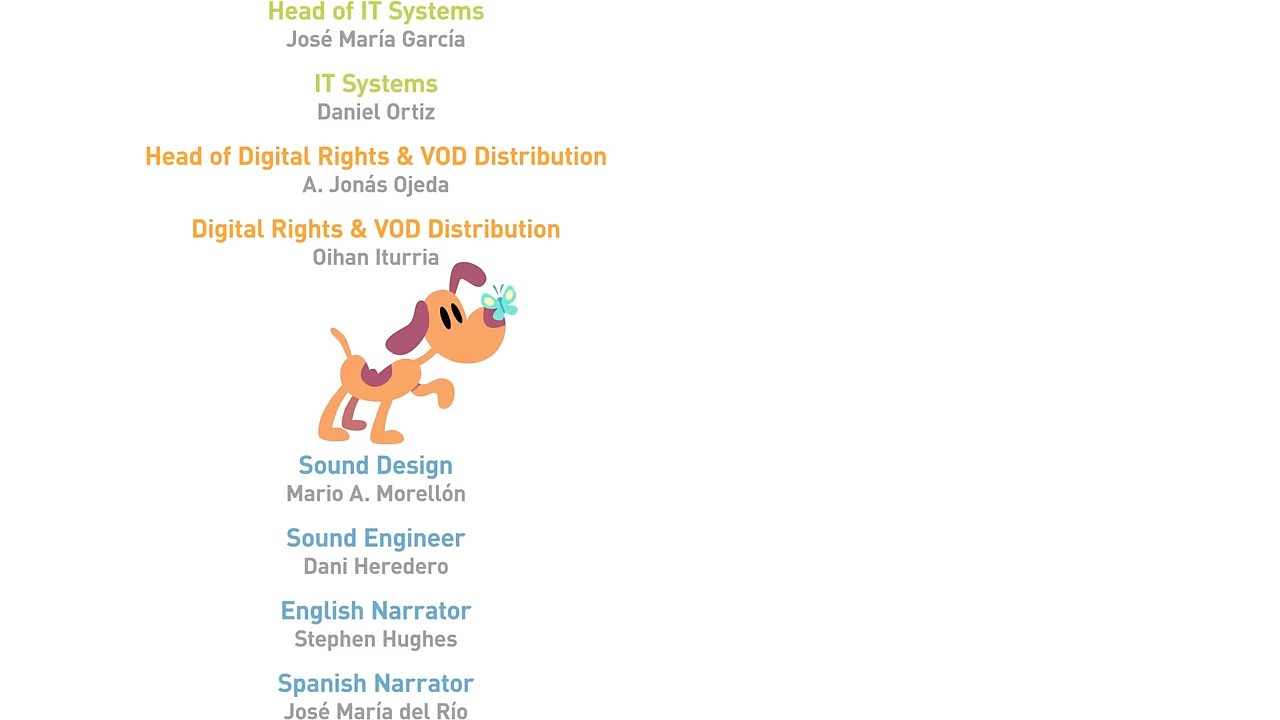 Head of IT Systems
José María García
IT Systems
Daniel Ortiz
Head of Digital Rights & VOD Distribution
A. Jonás Ojeda
Digital Rights & VOD Distribution
Oihan Iturria
Sound Design
Mario A. Morellón
Sound Engineer
Dani Heredero
English Narrator
Stephen Hughes
Spanish Narrator
José María del Río